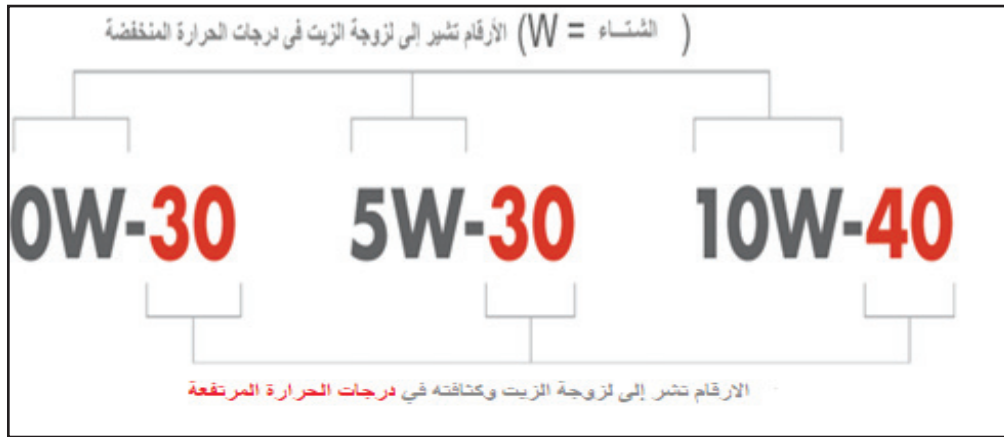 ( الشتاء = W) الأرقام تشير إلى لزوجة الزيت في درجات الحرارة المنخفضة
0W-30 5W-30 10W-40
الارقام تشر إلى لزوجة الزيت وكثافته في درجات الحرارة المرتفعة